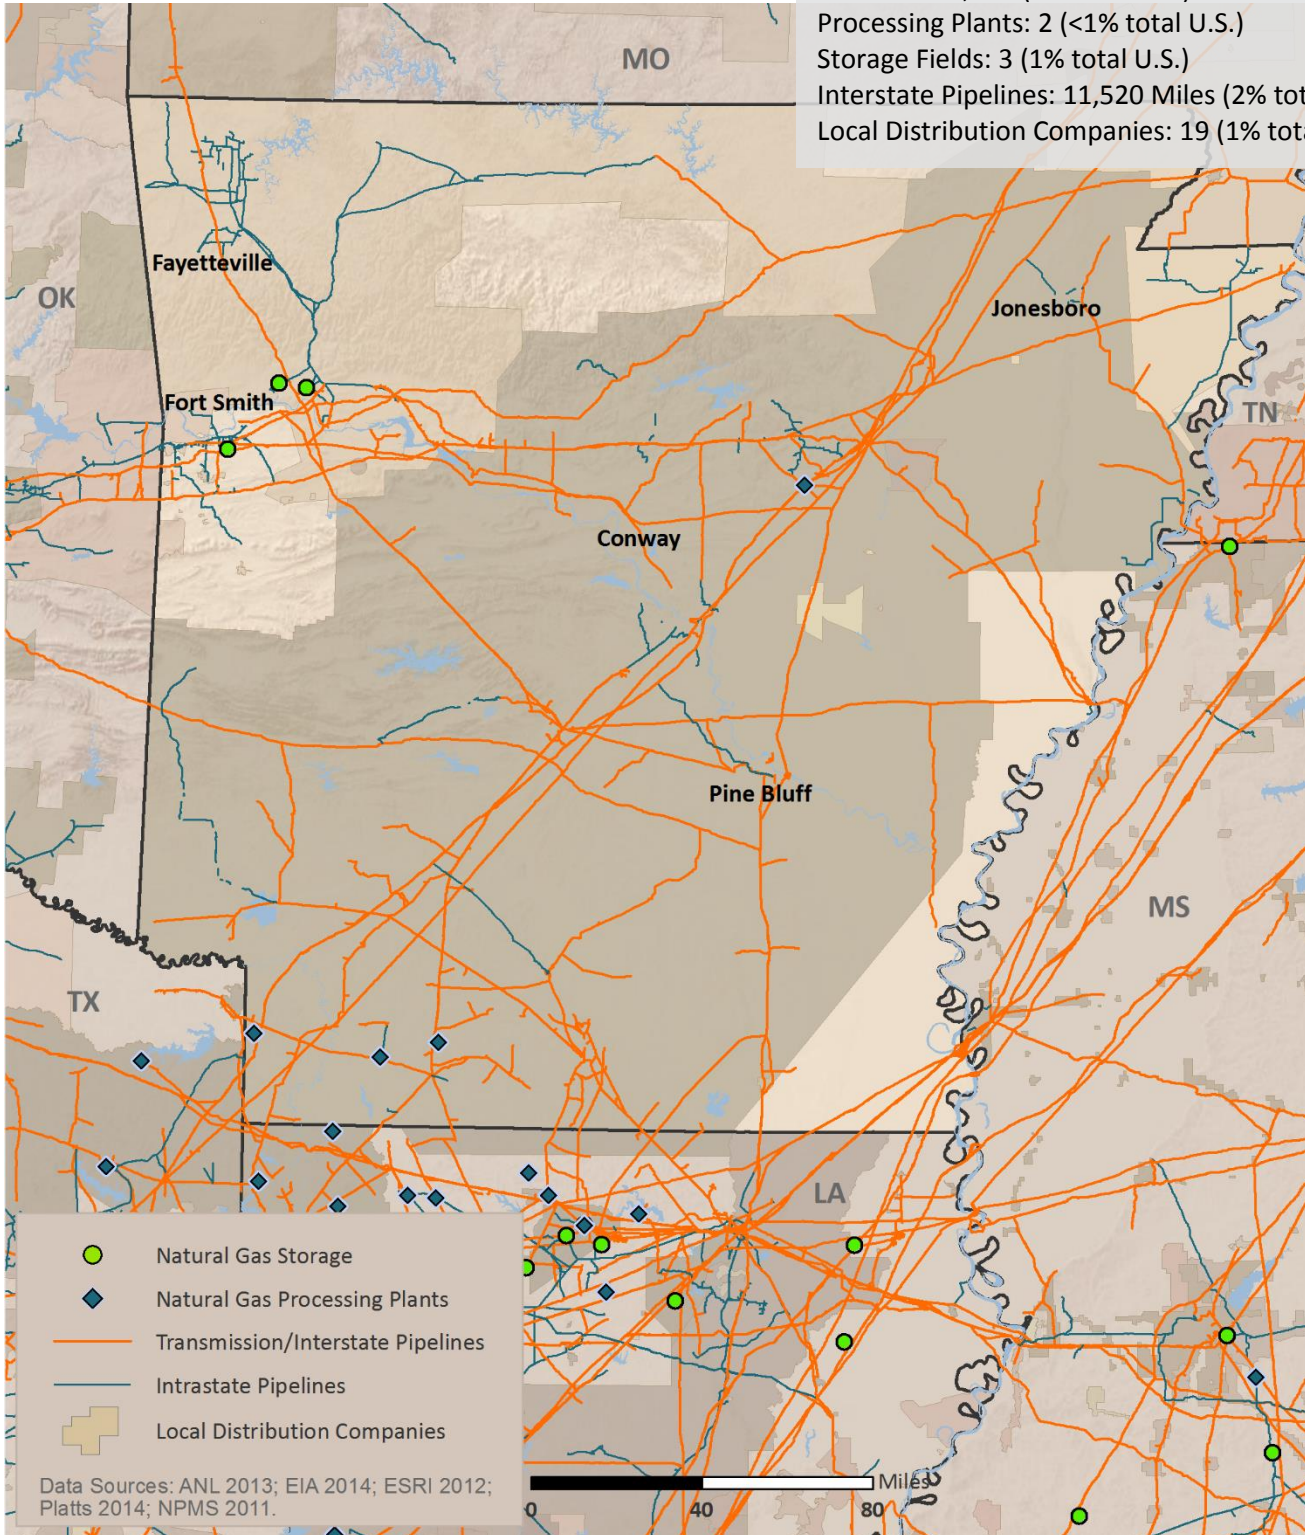 Processing Plants: 2 (<1% total U.S.)
Storage Fields: 3 (1% total U.S.)
Interstate Pipelines: 11,520 Miles (2%
Local Distribution Companies: 19 (1%
MO
Fayetteville
OK
Jonesboro
Fort Smith
TN
Conway
Pine Bluff
MS
TX
LA
Natural Gas Storage
Natural Gas Processing Plants
Transmission/Interstate Pipelines
Intrastate Pipelines
Local Distribution Companies
Data Sources: ANL 2013; EIA 2014; ESRI 2012;
Platts 2014; NPMS 2011.
Miles
0 40 80